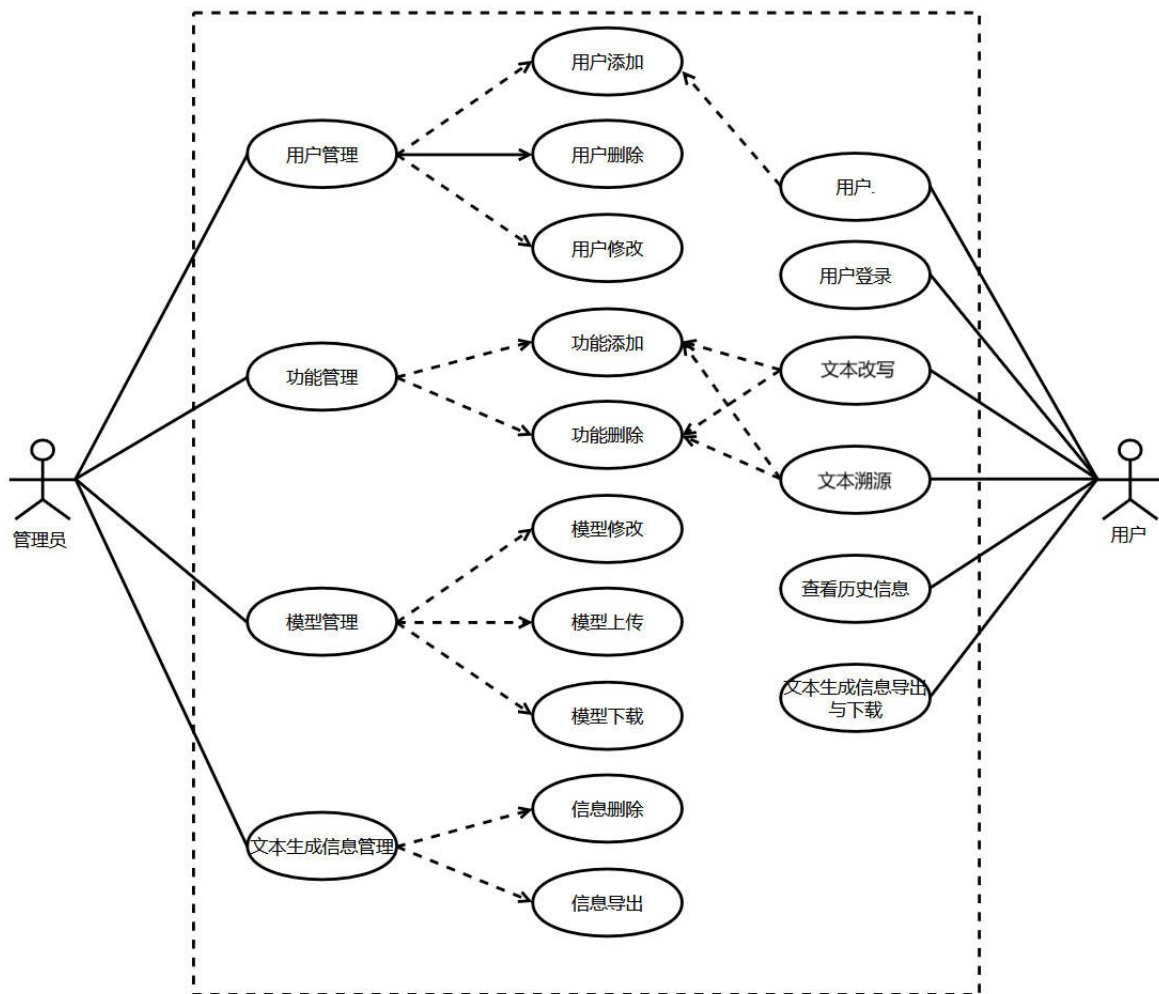 用户添加
用户管理
用户删除
用户.
用户修改
用户登录
功能添加
功能管理
文本改写
功能删除
文本溯源
管理员
模型修改
用户
查看历史信息
模型管理
模型上传
文本生成信息导出
与下载
模型下载
信息删除
文本生成信息管理
信息导出